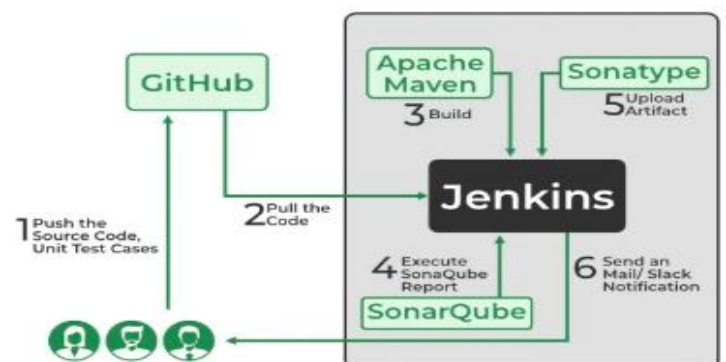 GitHub
Apache
Maven
Sonatype
3 Build
5 Upload
Artifact
Jenkins
1 Push the
Source Code,
Unit Test Cases
2 Pull the
Code
4 Execute
SonaQube
Report
6 Send an
Mail/ Slack
Notification
SonarQube